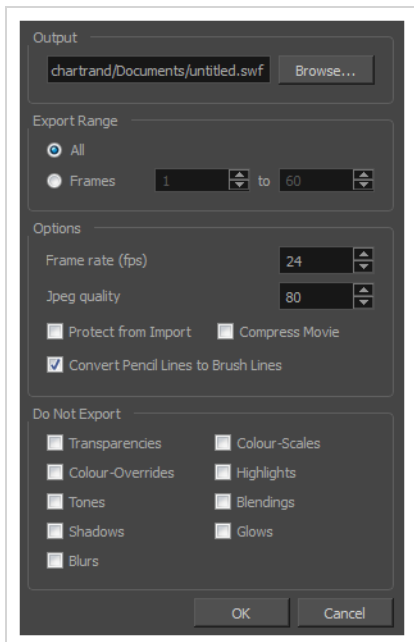 Output
chartrand/Documents/untitled.swf Browse...
Export Range
All
Frames 1 to 60
Options
Frame rate (fps) 24
Jpeg quality 80
Protect from Import Compress Movie
Convert Pencil Lines to Brush Lines
Do Not Export
Transparencies Colour-Scales
Colour-Overrides Highlights
Tones Blendings
Shadows Glows
Blurs
OK Cancel